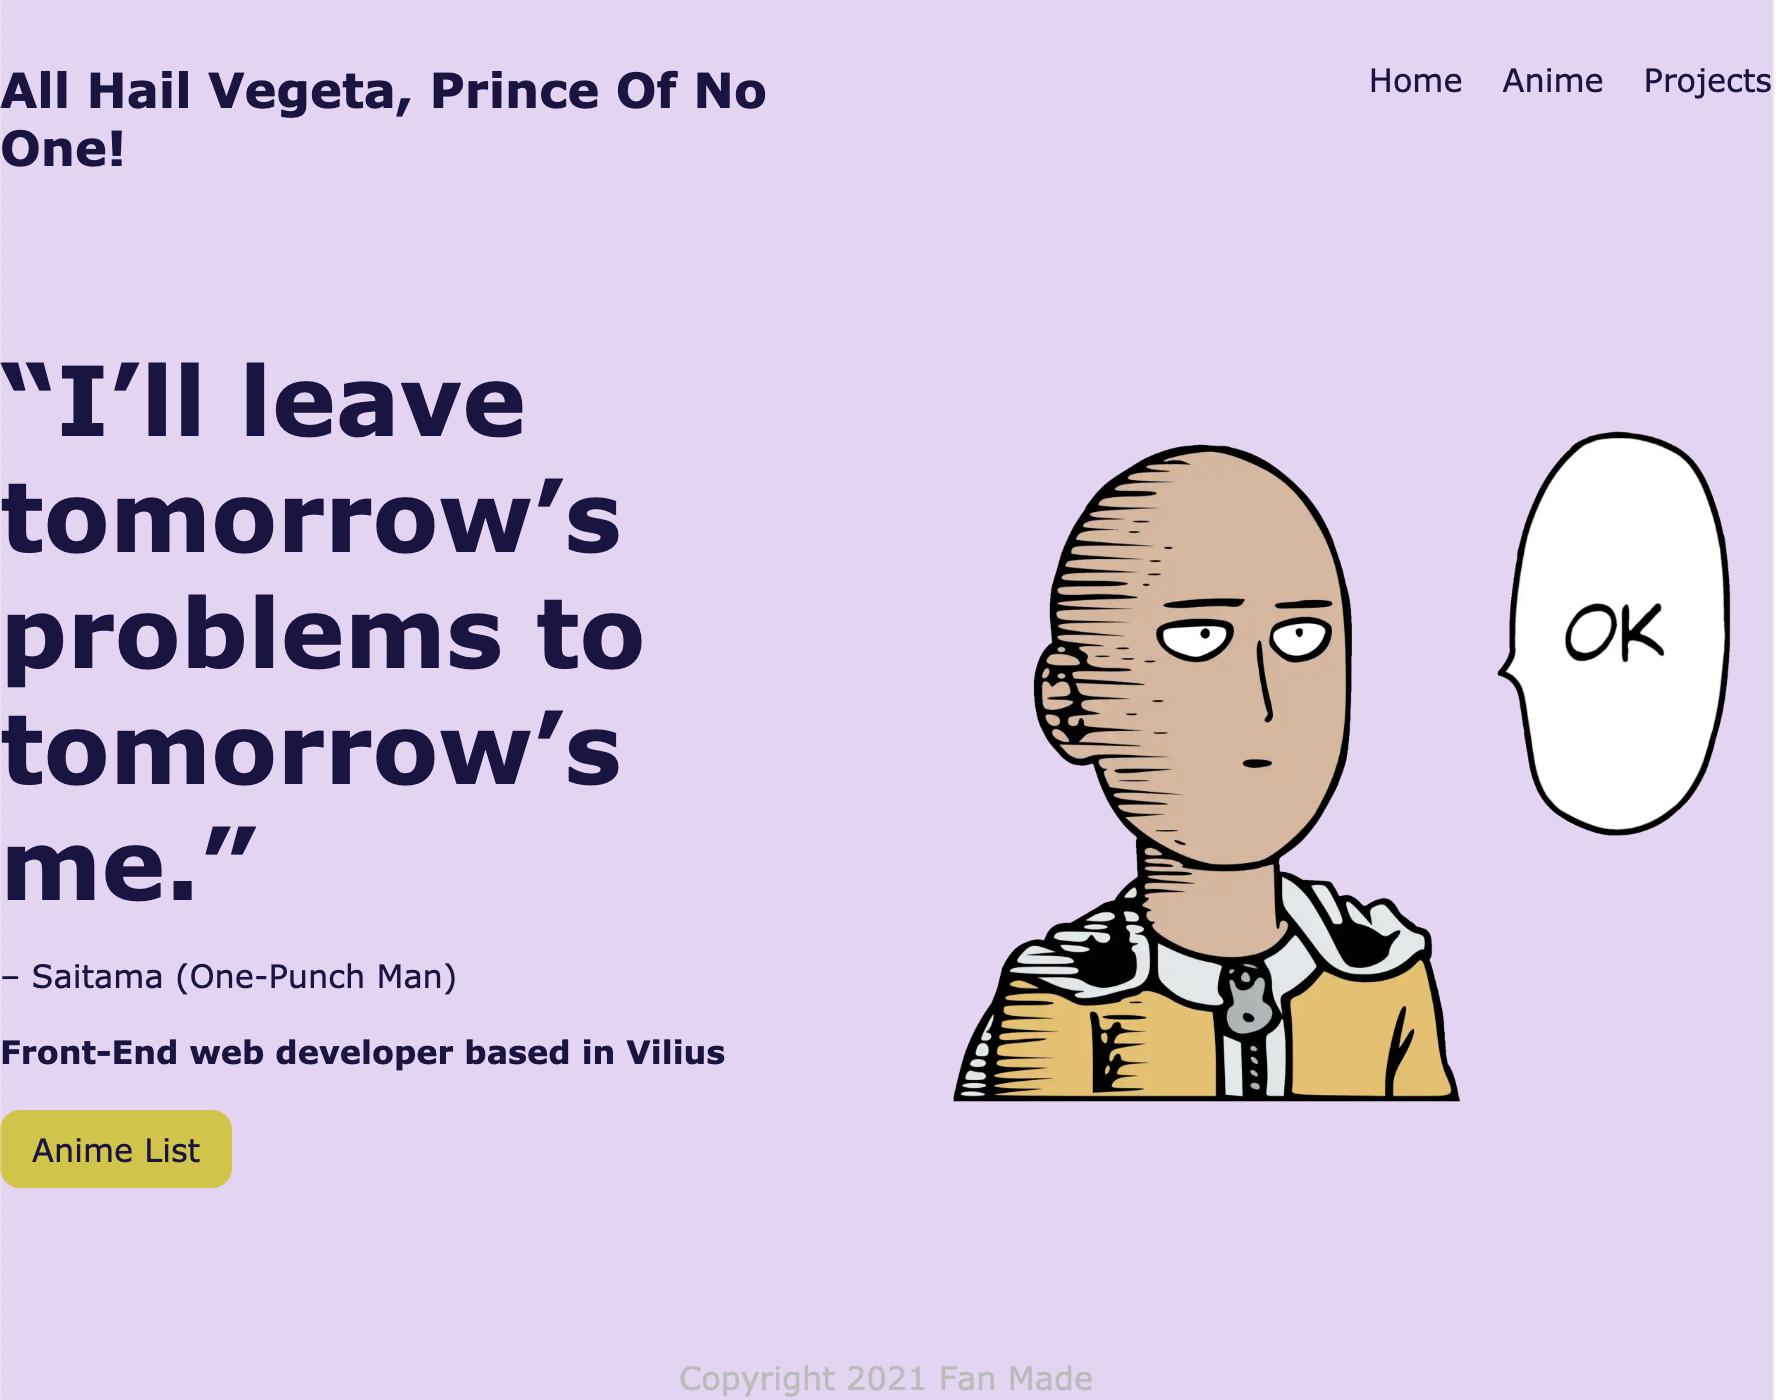 All Hail Vegeta, Prince Of No
One!
Home Anime Projects
“I’ll leave
tomorrow’s
problems to
tomorrow’s
me.”
– Saitama (One-Punch Man)
Front-End web developer based in Vilius
Anime List
OK
Copyright 2021 Fan Made